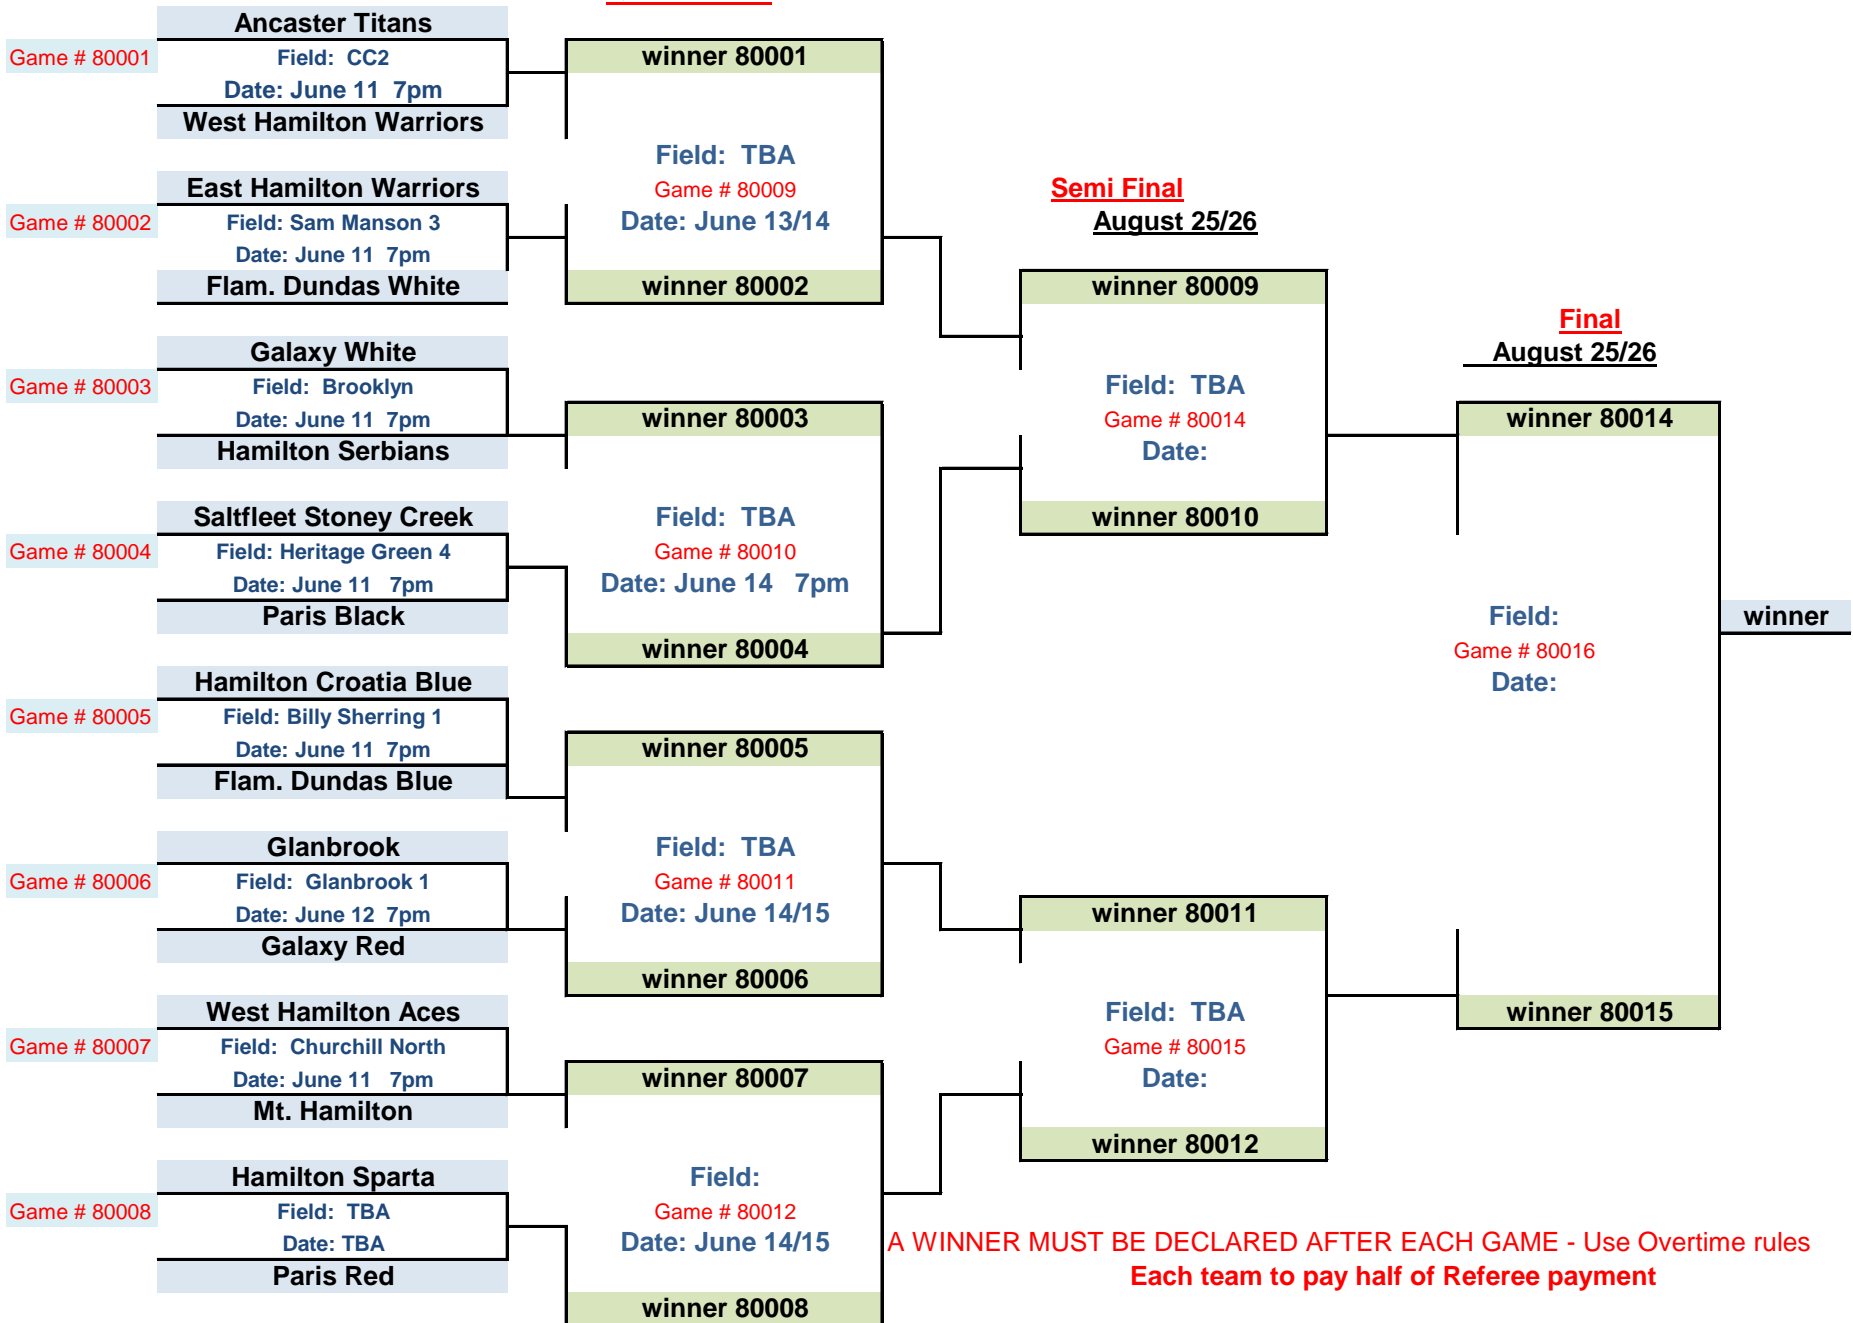 Ancaster Titans
Game # 80001
Field: CC2
Date: June 11 7pm
West Hamilton Warriors
East Hamilton Warriors
Game # 80002
Field: Sam Manson 3
Date: June 11 7pm
Flam. Dundas White
Galaxy White
Game # 80003
Field: Brooklyn
Date: June 11 7pm
Hamilton Serbians
Saltfleet Stoney Creek
Game # 80004
Field: Heritage Green 4
Date: June 11 7pm
Paris Black
Hamilton Croatia Blue
Game # 80005
Field: Billy Sherring 1
Date: June 11 7pm
Flam. Dundas Blue
Glanbrook
Game # 80006
Field: Glanbrook 1
Date: June 12 7pm
Galaxy Red
West Hamilton Aces
Game # 80007
Field: Churchill North
Date: June 11 7pm
Mt. Hamilton
Hamilton Sparta
Game # 80008
Field: TBA
Date: TBA
Paris Red
winner 80001
Field: TBA
Game # 80009
Date: June 13/14
winner 80002
winner 80003
Field: TBA
Game # 80010
Date: June 14 7pm
winner 80004
winner 80005
Field: TBA
Game # 80011
Date: June 14/15
winner 80006
winner 80007
Field:
Game # 80012
Date: June 14/15
winner 80008
Semi Final
August 25/26
winner 80009
Field: TBA
Game # 80014
Date:
winner 80010
winner 80011
Field: TBA
Game # 80015
Date:
winner 80012
Final
August 25/26
winner 80014
Field:
Game # 80016
Date:
winner 80015
winner
A WINNER MUST BE DECLARED AFTER EACH GAME - Use Overtime rules
Each team to pay half of Referee payment